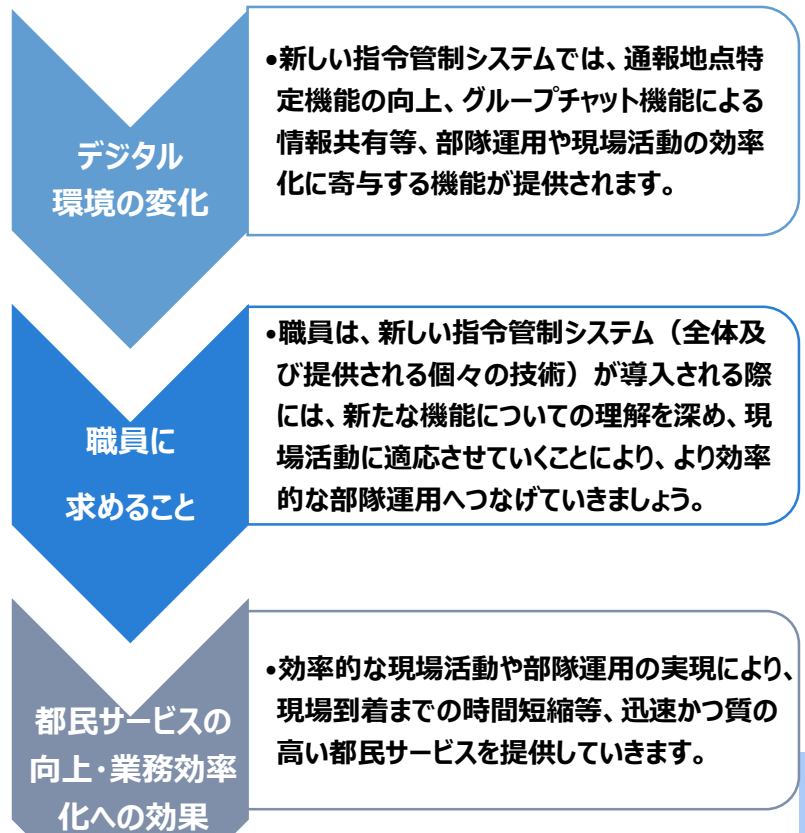 デジタル
環境の変化
•新しい指令管制システムでは、通報地点特
定機能の向上、グループチャット機能による
情報共有等、部隊運用や現場活動の効率
化に寄与する機能が提供されます。
職員に
求めること
•職員は、新しい指令管制システム（全体及
び提供される個々の技術）が導入される際
には、新たな機能についての理解を深め、現
場活動に適応させていくことにより、より効率
的な部隊運用へつなげていきましょう。
都民サービスの
向上・業務効率
化への効果
•効率的な現場活動や部隊運用の実現により、
現場到着までの時間短縮等、迅速かつ質の
高い都民サービスを提供していきます。